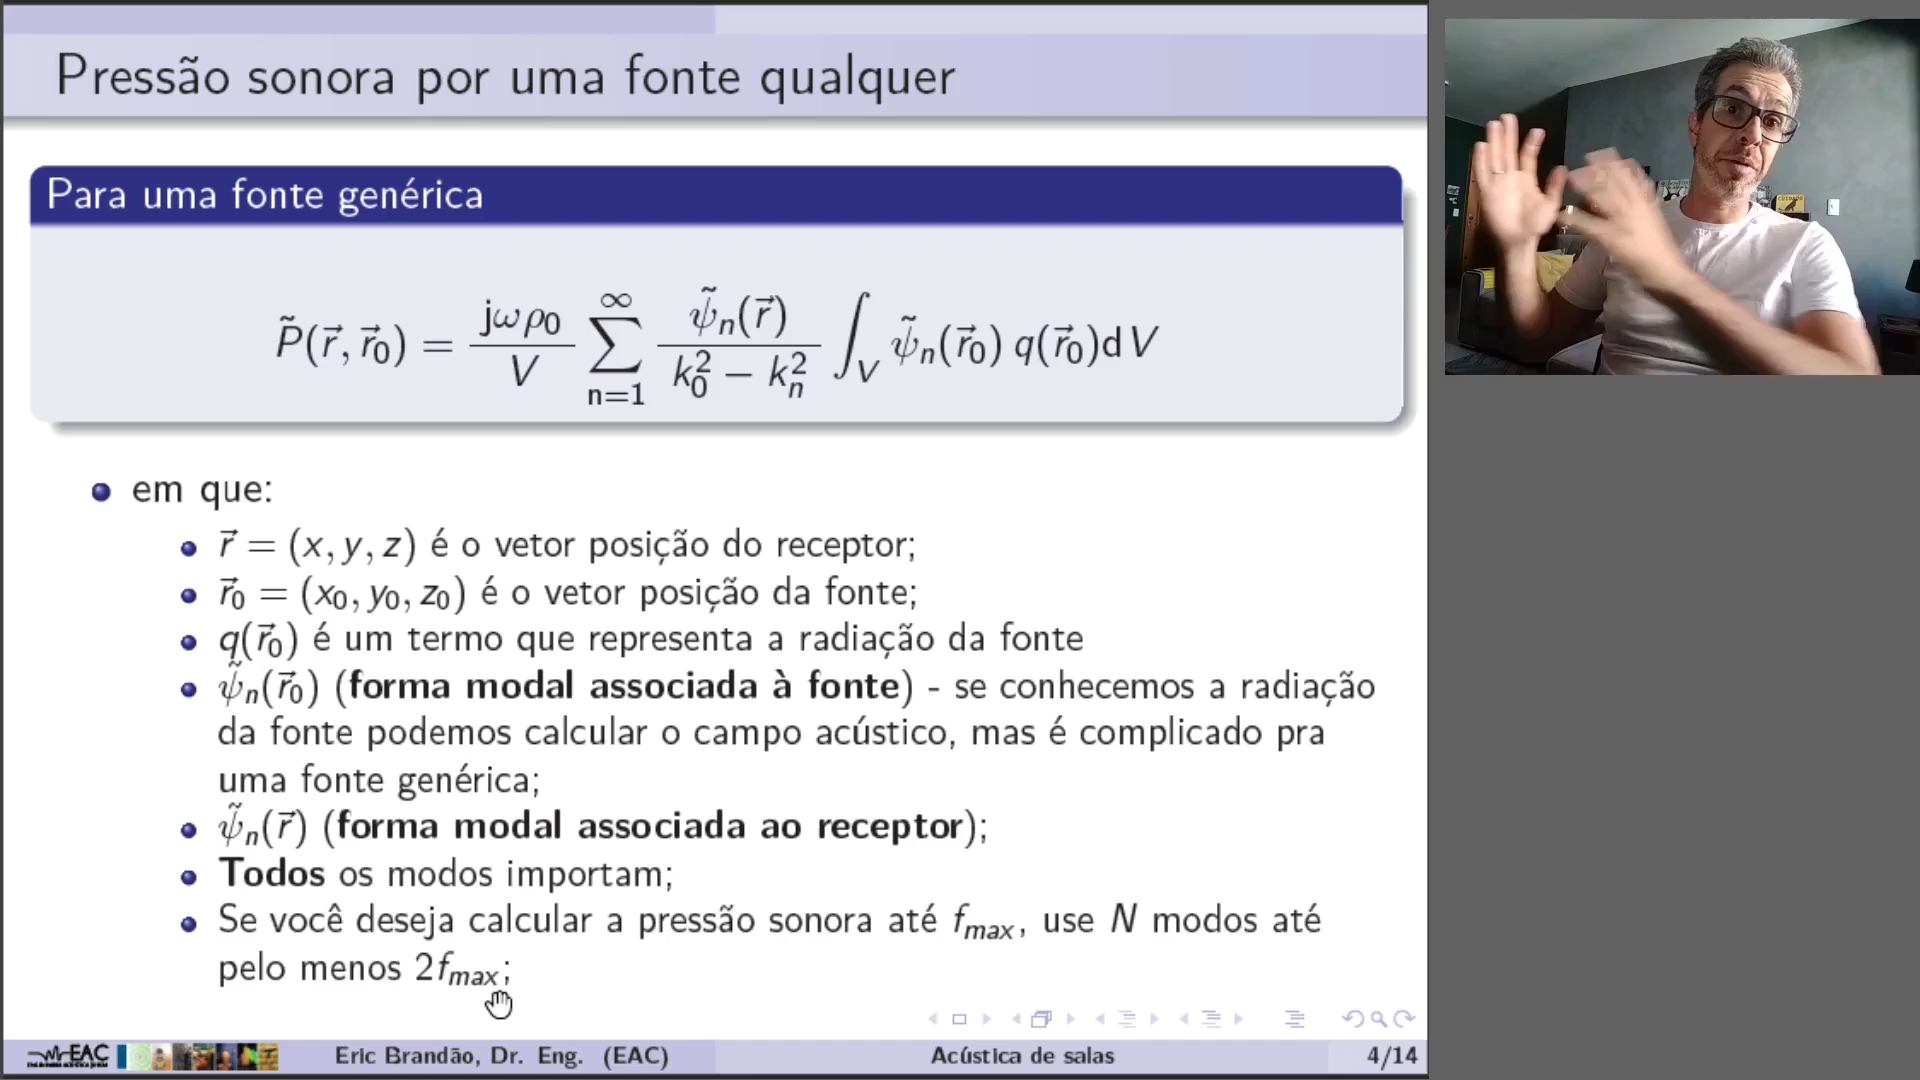 Pressão sonora por uma fonte qualquer
Para uma fonte genérica
P̃(r⃗, r⃗₀) = jωρ₀/V ∑_{n=1}^{∞} ψ̃ₙ(r⃗)/(k₀² − kₙ²) ∫_V ψ̃ₙ(r⃗₀) q(r⃗₀)dV
em que:
r⃗ = (x, y, z) é o vetor posição do receptor;
r⃗₀ = (x₀, y₀, z₀) é o vetor posição da fonte;
q(r⃗₀) é um termo que representa a radiação da fonte
ψ̃ₙ(r⃗₀) (forma modal associada à fonte) - se conhecemos a radiação
da fonte podemos calcular o campo acústico, mas é complicado pra
uma fonte genérica;
ψ̃ₙ(r⃗) (forma modal associada ao receptor);
Todos os modos importam;
Se você deseja calcular a pressão sonora até f_max, use N modos até
pelo menos 2f_max;
EAC
Eric Brandão, Dr. Eng. (EAC)
Acústica de salas
4/14